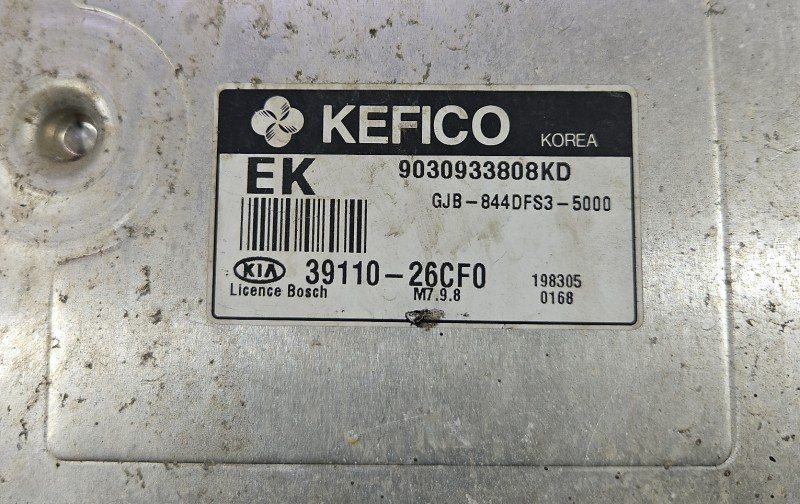 KEFICO KOREA
EK 9030933808KD
GJB-844DFS3-5000
KIA 39110-26CF0 198305
Licence Bosch M7.9.8 0168